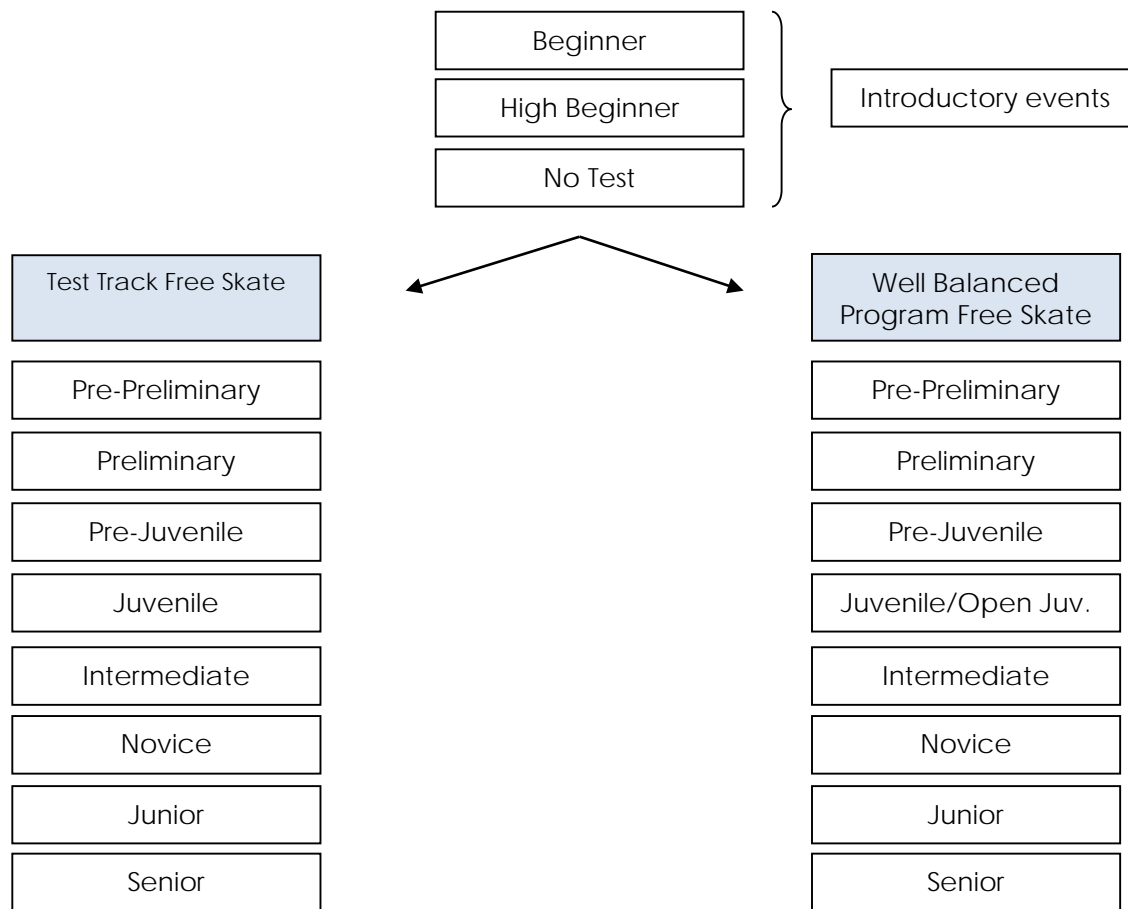 Beginner
High Beginner
Introductory events
No Test
Test Track Free Skate
Well Balanced
Program Free Skate
Pre-Preliminary
Preliminary
Pre-Juvenile
Juvenile
Intermediate
Novice
Junior
Senior
Pre-Preliminary
Preliminary
Pre-Juvenile
Juvenile/Open Juv.
Intermediate
Novice
Junior
Senior